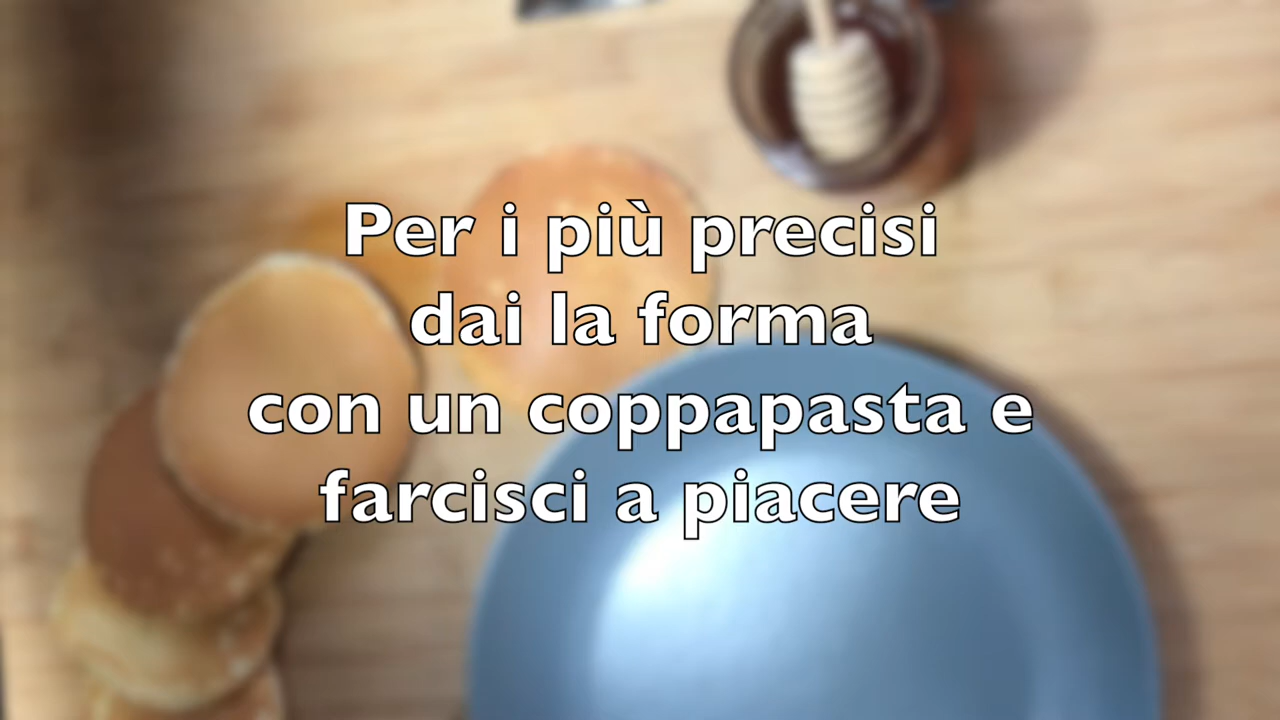 Per i più precisi
dai la forma
con un coppapasta e
farcisci a piacere